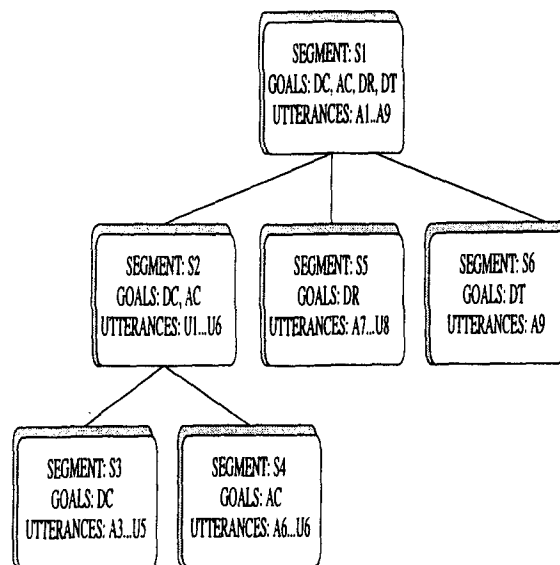 SEGMENT: S1
GOALS: DC, AC, DR, DT
UTTERANCES: A1..A9
SEGMENT: S2
GOALS: DC, AC
UTTERANCES: U1...U6
SEGMENT: S5
GOALS: DR
UTTERANCES: A7...U8
SEGMENT: S6
GOALS: DT
UTTERANCES: A9
SEGMENT: S3
GOALS: DC
UTTERANCES: A3...U5
SEGMENT: S4
GOALS: AC
UTTERANCES: A6...U6